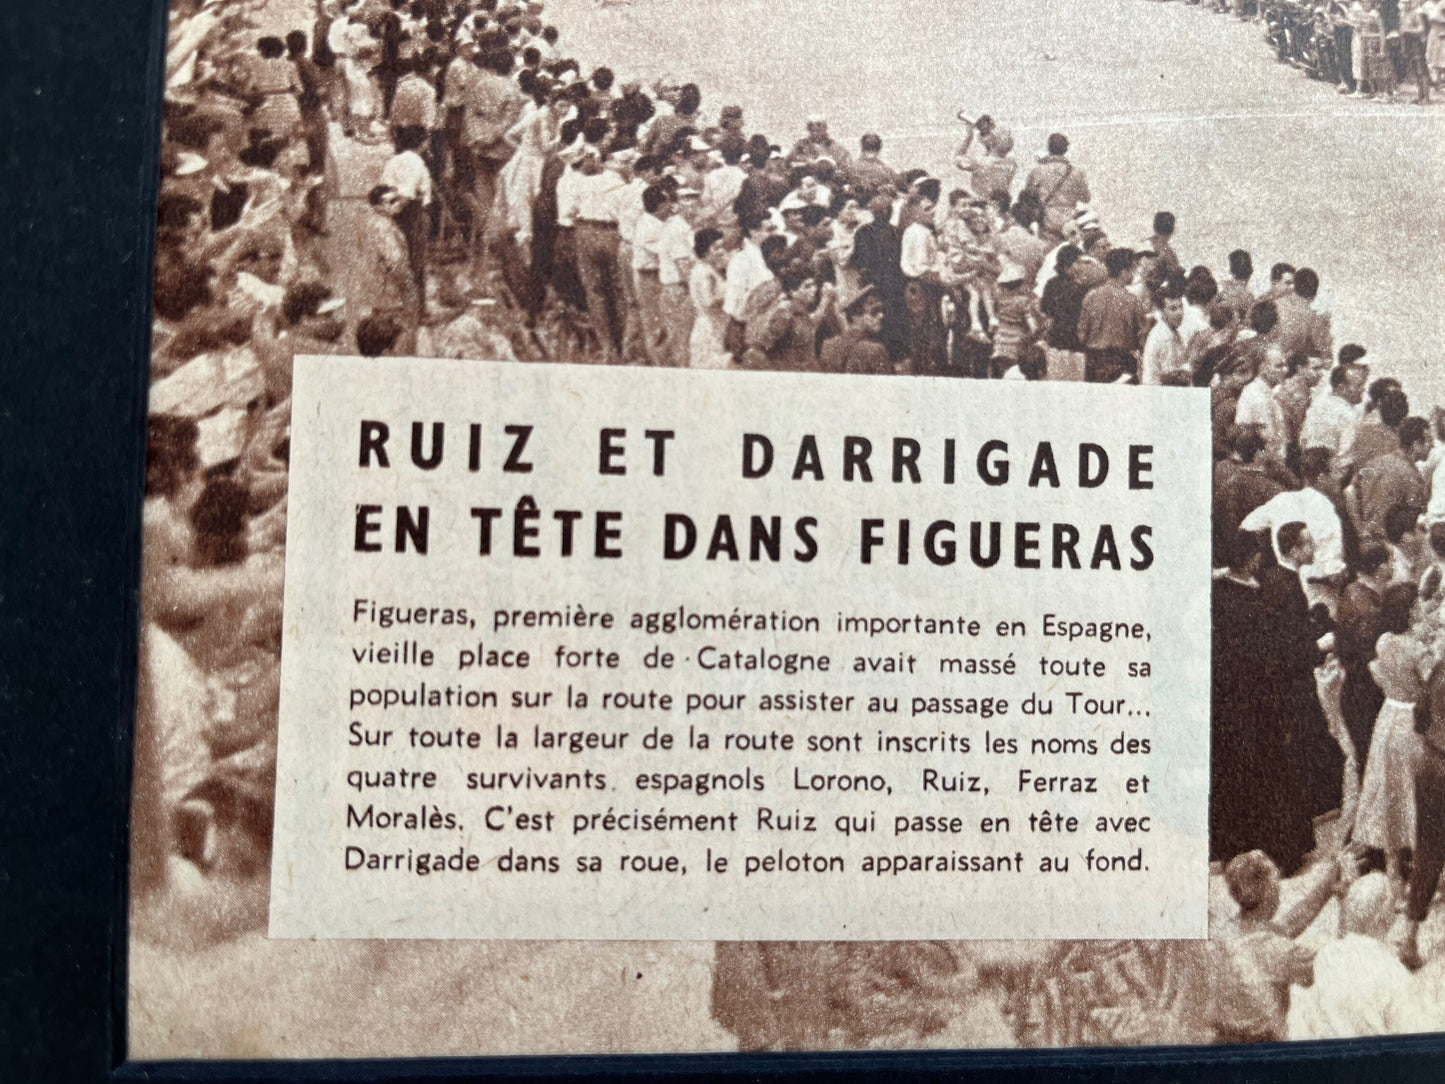 RUIZ ET DARRIGADE
EN TÊTE DANS FIGUERAS
Figueras, première agglomération importante en Espagne,
vieille place forte de Catalogne avait massé toute sa
population sur la route pour assister au passage du Tour...
Sur toute la largeur de la route sont inscrits les noms des
quatre survivants espagnols Lorono, Ruiz, Ferraz et
Moralès. C'est précisément Ruiz qui passe en tête avec
Darrigade dans sa roue, le peloton apparaissant au fond.